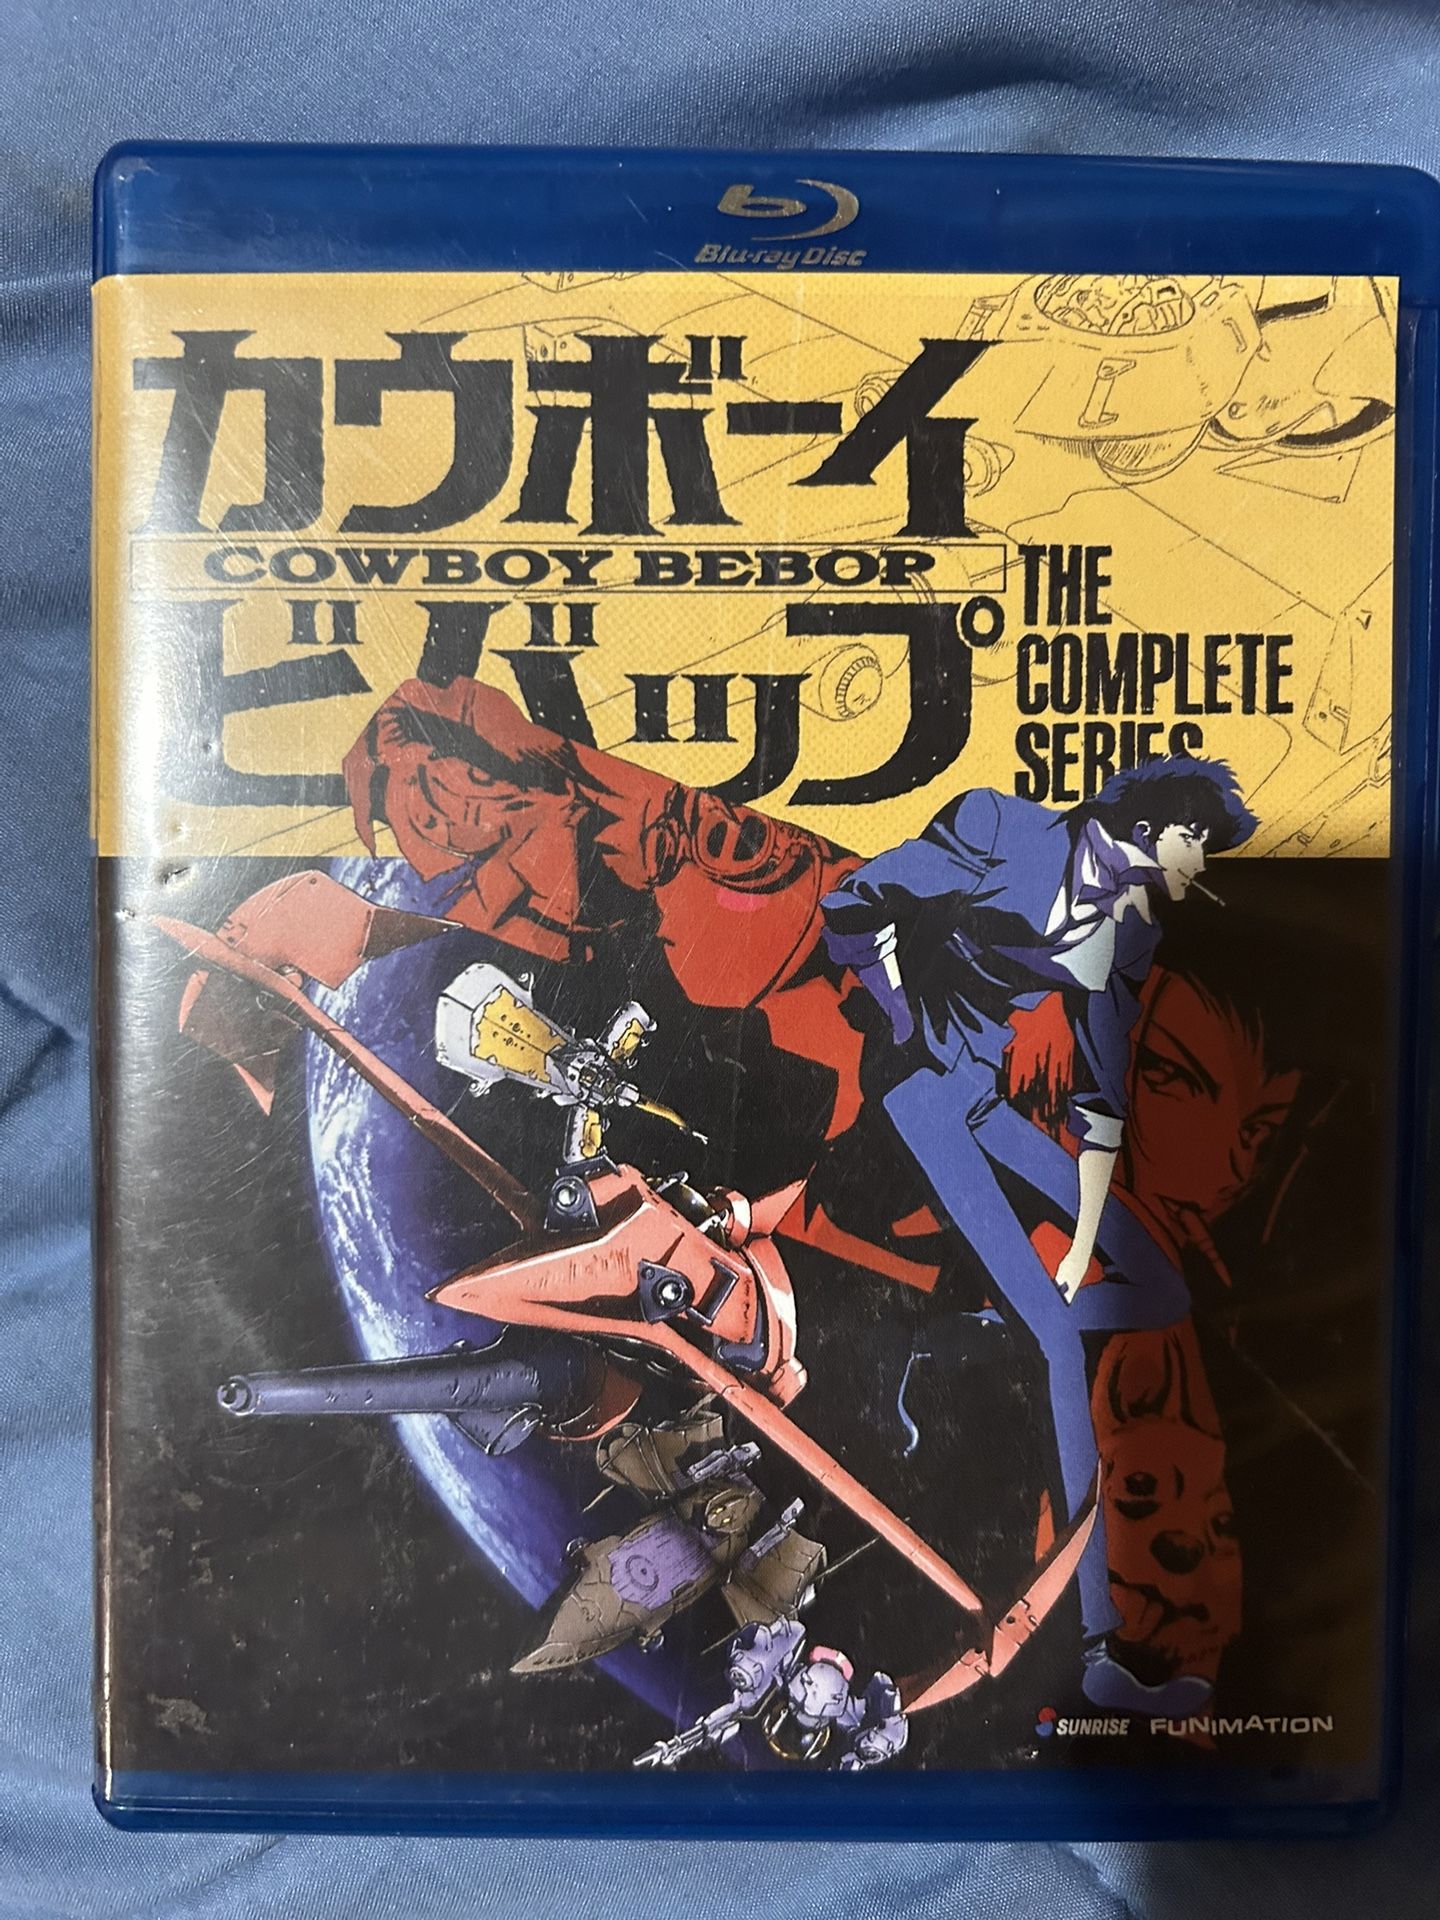 Blu-ray Disc
カウボーイ
COWBOY BEBOP
ビバップ
THE
COMPLETE
SERIES
SUNRISE FUNIMATION